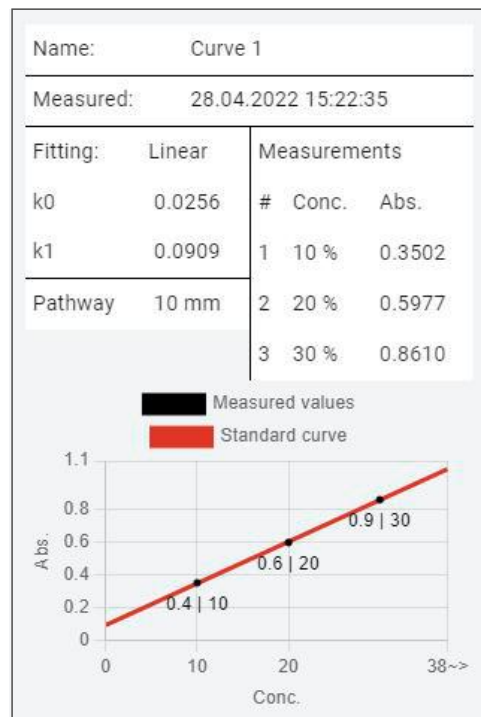 Name: Curve 1
Measured: 28.04.2022 15:22:35
Fitting: Linear
k0 0.0256
k1 0.0909
Pathway 10 mm
Measurements
# Conc. Abs.
1 10 % 0.3502
2 20 % 0.5977
3 30 % 0.8610
Measured values
Standard curve
Abs.
1.1
0.8
0.6
0.4
0.2
0
0.9 | 30
0.6 | 20
0.4 | 10
0 10 20 38~>
Conc.